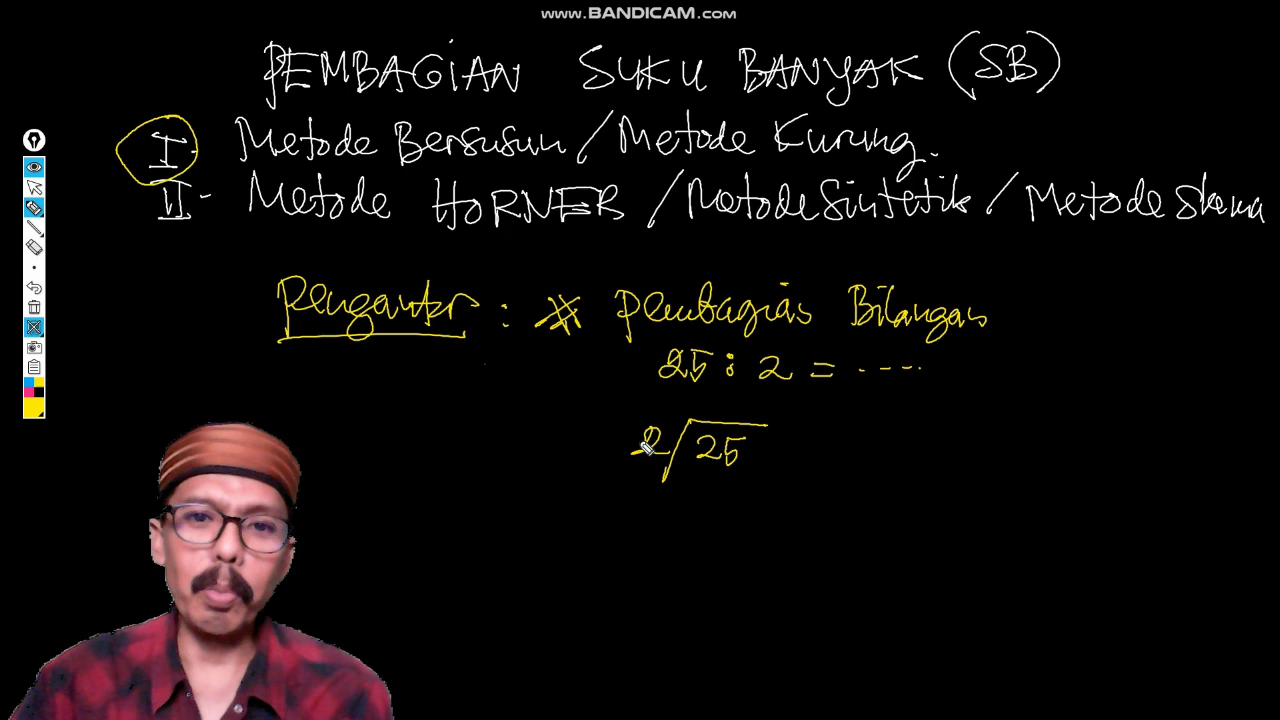 WWW.BANDICAM.COM
PEMBAGIAN SUKU BANYAK (SB)
I. Metode Bersusun / Metode Kurung.
II. Metode HORNER / Metode Sintetik / Metode Skema
Pengantar : * Pembagian Bilangan
25 : 2 = ....
2/25